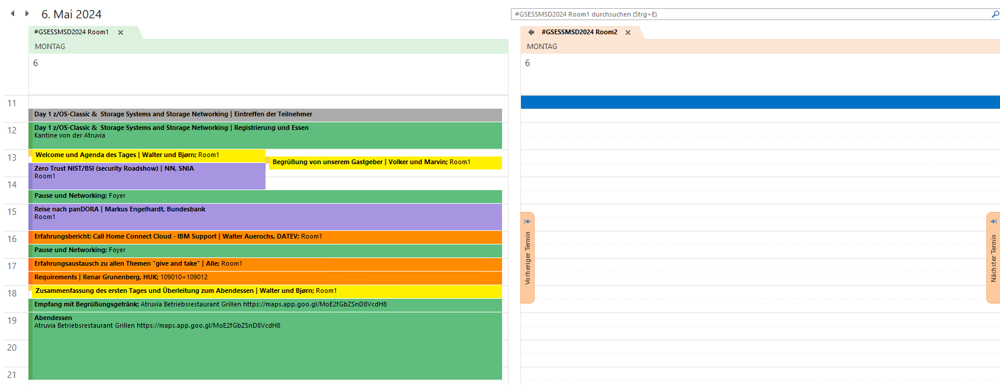 6. Mai 2024
#GSESSMSD2024 Room1 durchsuchen (Strg+E)
#GSESSMSD2024 Room1
MONTAG
6
11
Day 1 z/OS-Classic & Storage Systems and Storage Networking | Eintreffen der Teilnehmer
12
Day 1 z/OS-Classic & Storage Systems and Storage Networking | Registrierung und Essen
Kantine von der Atruvia
13
Welcome und Agenda des Tages | Walter und Bjørn; Room1
Begrüßung von unserem Gastgeber | Volker und Marvin; Room1
Zero Trust NIST/BSI (security Roadshow) | NN, SNIA
Room1
14
Pause und Networking; Foyer
15
Reise nach panDORA | Markus Engelhardt, Bundesbank
Room1
16
Erfahrungsbericht: Call Home Connect Cloud - IBM Support | Walter Auerochs, DATEV; Room1
Pause und Networking; Foyer
17
Erfahrungsaustausch zu allen Themen "give and take" | Alle; Room1
Requirements | Renar Grunenberg, HUK; 109010+109012
18
Zusammenfassung des ersten Tages und Überleitung zum Abendessen | Walter und Bjørn; Room1
Empfang mit Begrüßungsgetränk; Atruvia Betriebsrestaurant Grillen https://maps.app.goo.gl/MoE2fGbZSnD8VcdH8
19
Abendessen
Atruvia Betriebsrestaurant Grillen https://maps.app.goo.gl/MoE2fGbZSnD8VcdH8
20
21
#GSESSMSD2024 Room2
MONTAG
6
Vorheriger Termin
Nächster Termin